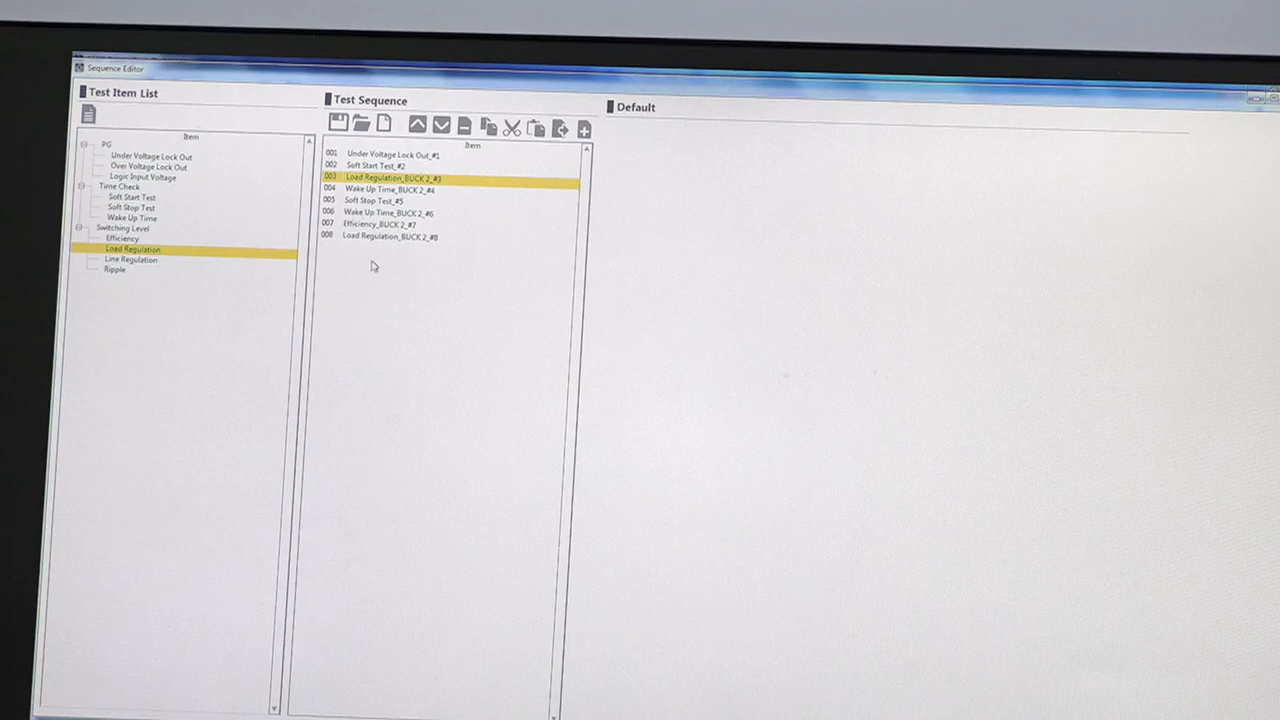 Sequence Editor
Test Item List
Item
PG
Under Voltage Lock Out
Over Voltage Lock Out
Logic Input Voltage
Time Check
Soft Start Test
Soft Stop Test
Wake Up Time
Switching Level
Efficiency
Load Regulation
Line Regulation
Ripple
Test Sequence
Item
001 Under Voltage Lock Out_#1
002 Soft Start Test_#2
003 Load Regulation_BUCK 2_#3
004 Wake Up Time_BUCK 2_#4
005 Soft Stop Test_#5
006 Wake Up Time_BUCK 2_#6
007 Efficiency_BUCK 2_#7
008 Load Regulation_BUCK 2_#8
Default